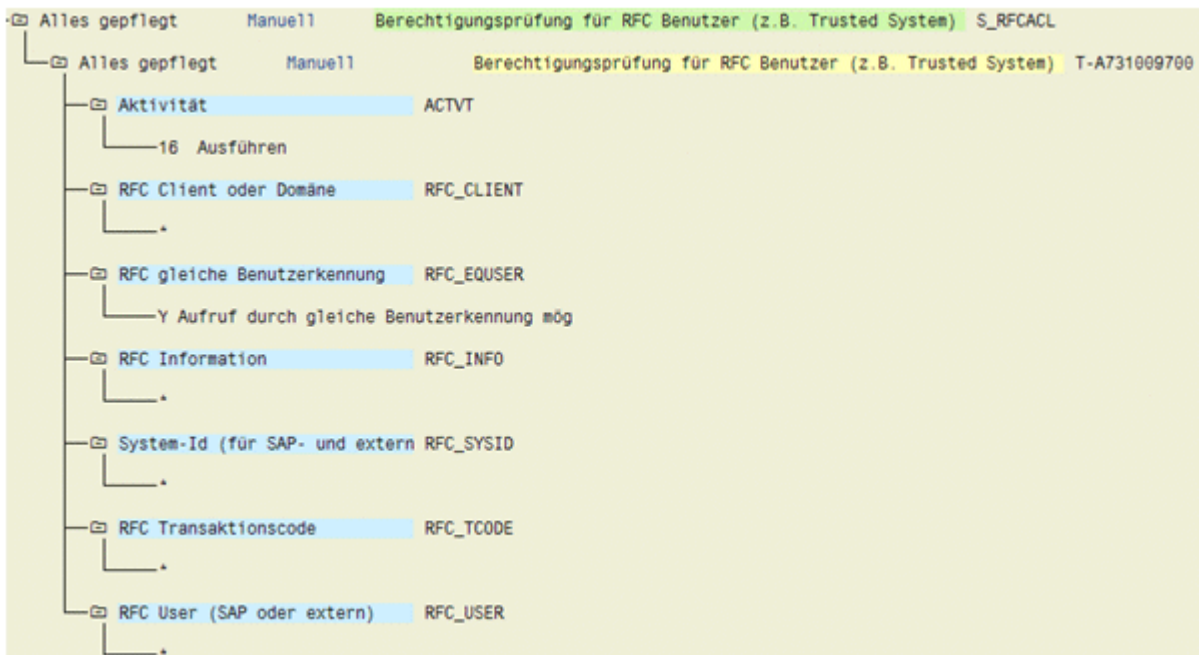 Alles gepflegt Manuell Berechtigungsprüfung für RFC Benutzer (z.B. Trusted System) S_RFCACL
Alles gepflegt Manuell Berechtigungsprüfung für RFC Benutzer (z.B. Trusted System) T-A731009700
Aktivität ACTVT
16 Ausführen
RFC Client oder Domäne RFC_CLIENT
*
RFC gleiche Benutzerkennung RFC_EQUSER
Y Aufruf durch gleiche Benutzerkennung mög
RFC Information RFC_INFO
*
System-Id (für SAP- und extern RFC_SYSID
*
RFC Transaktionscode RFC_TCODE
*
RFC User (SAP oder extern) RFC_USER
*